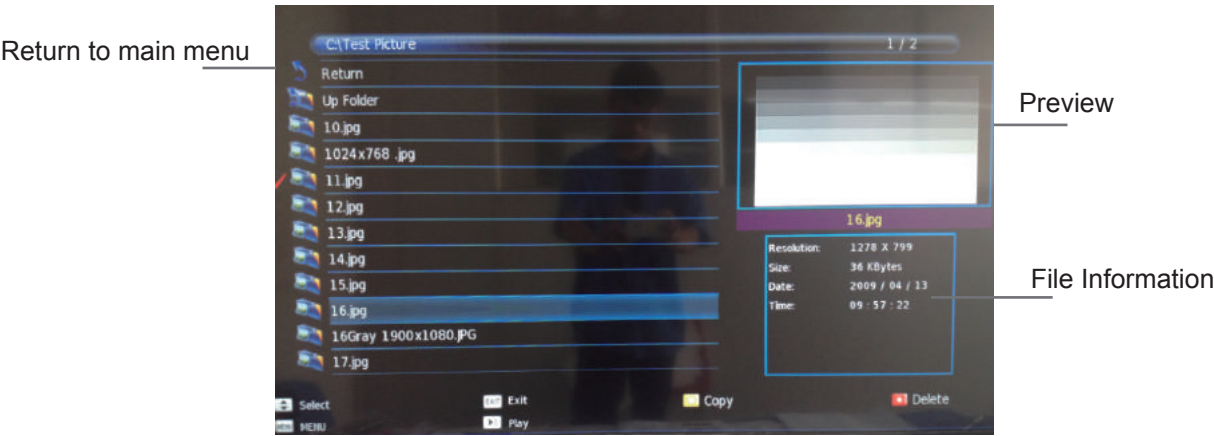 C:\Test Picture 1 / 2
Return to main menu
Return
Up Folder
Preview
10.jpg
1024x768 .jpg
11.jpg
12.jpg
16.jpg
13.jpg
Resolution: 1278 X 799
14.jpg
Size: 36 KBytes
File Information
15.jpg
Date: 2009 / 04 / 13
16.jpg
Time: 09 : 57 : 22
16Gray 1900x1080.JPG
17.jpg
Select EXIT Exit Copy Delete
MENU MENU Play